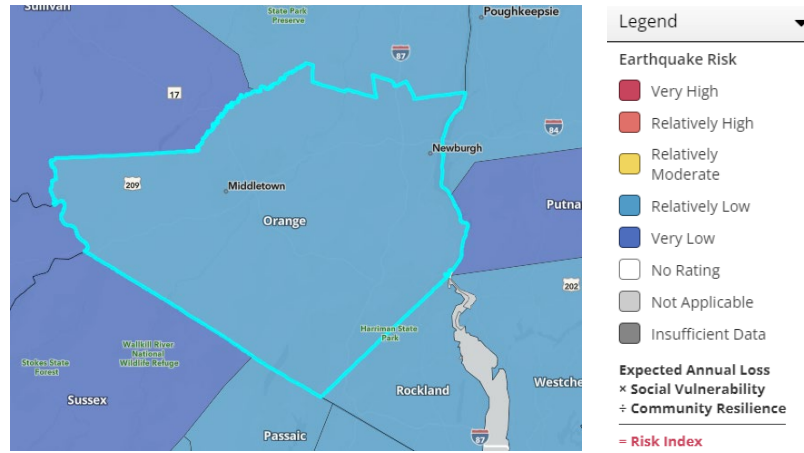 Sullivan
State Park
Preserve
Poughkeepsie
87
17
84
Newburgh
209
Middletown
Orange
Putna
202
Harriman State
Park
Wallkill River
National
Wildlife Refuge
Stokes State
Forest
Sussex
Rockland
Westche
Passaic
87
Legend
Earthquake Risk
Very High
Relatively High
Relatively
Moderate
Relatively Low
Very Low
No Rating
Not Applicable
Insufficient Data
Expected Annual Loss
× Social Vulnerability
÷ Community Resilience
= Risk Index